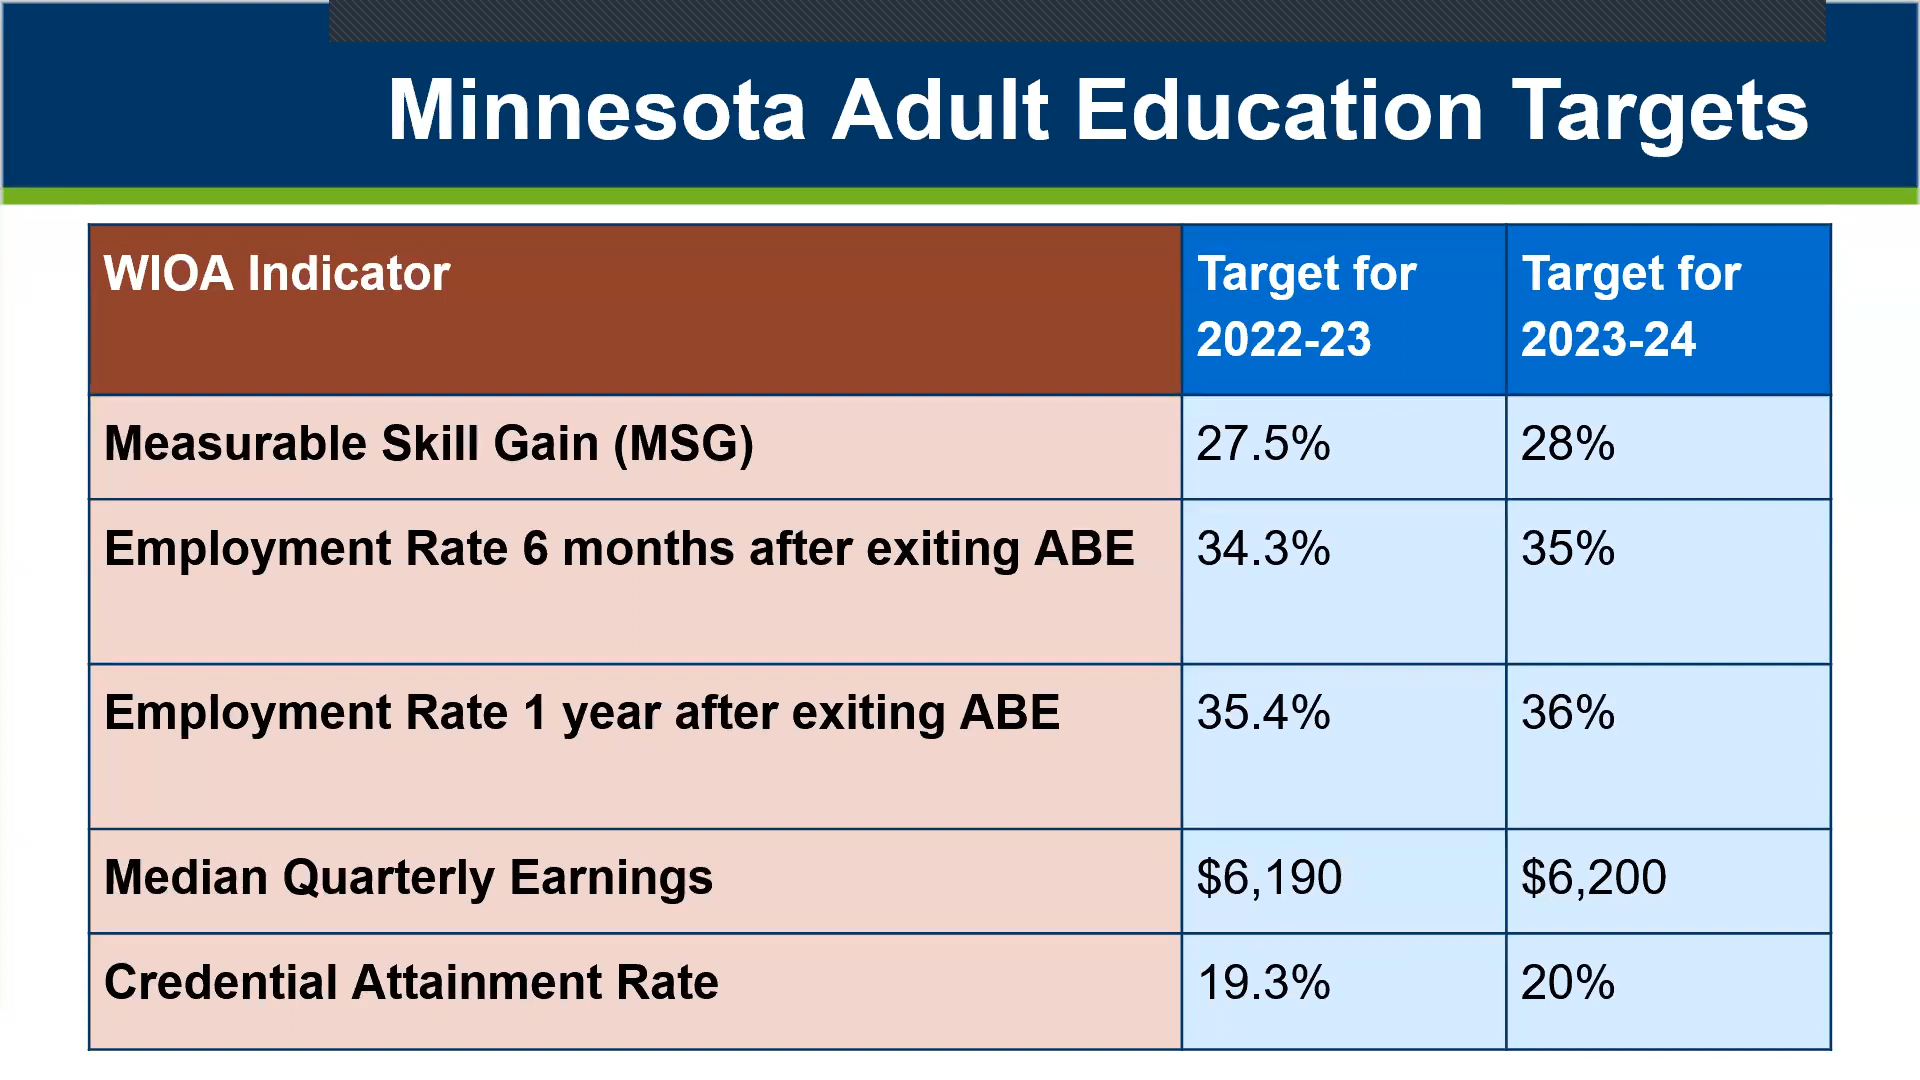 Minnesota Adult Education Targets
WIOA Indicator
Target for
2022-23
Target for
2023-24
Measurable Skill Gain (MSG)
27.5%
28%
Employment Rate 6 months after exiting ABE
34.3%
35%
Employment Rate 1 year after exiting ABE
35.4%
36%
Median Quarterly Earnings
$6,190
$6,200
Credential Attainment Rate
19.3%
20%